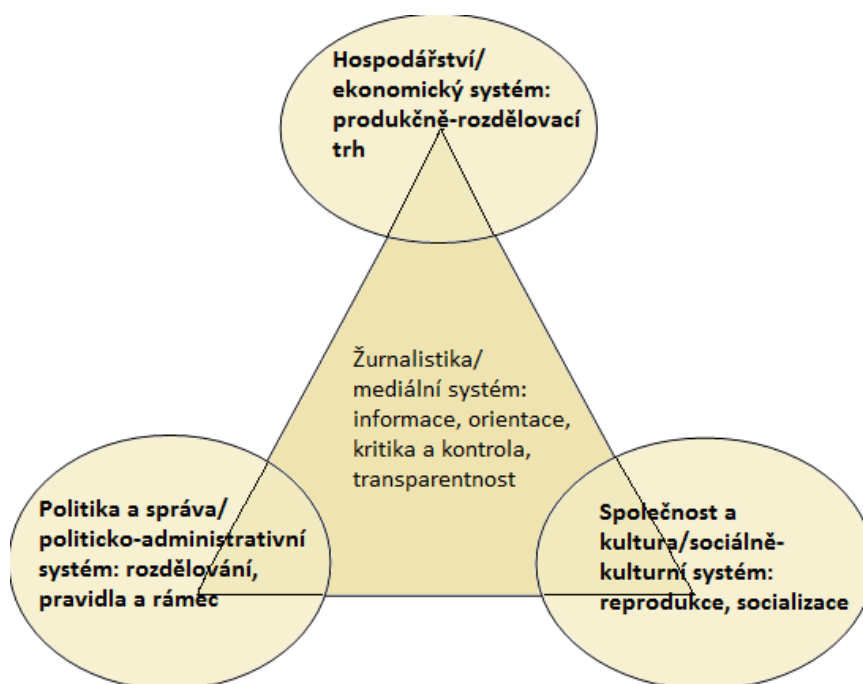 Hospodářství/
ekonomický systém:
produkčně-rozdělovací
trh
Žurnalistika/
mediální systém:
informace, orientace,
kritika a kontrola,
transparentnost
Politika a správa/
politicko-administrativní
systém: rozdělování,
pravidla a rámec
Společnost a
kultura/sociálně-
kulturní systém:
reprodukce, socializace